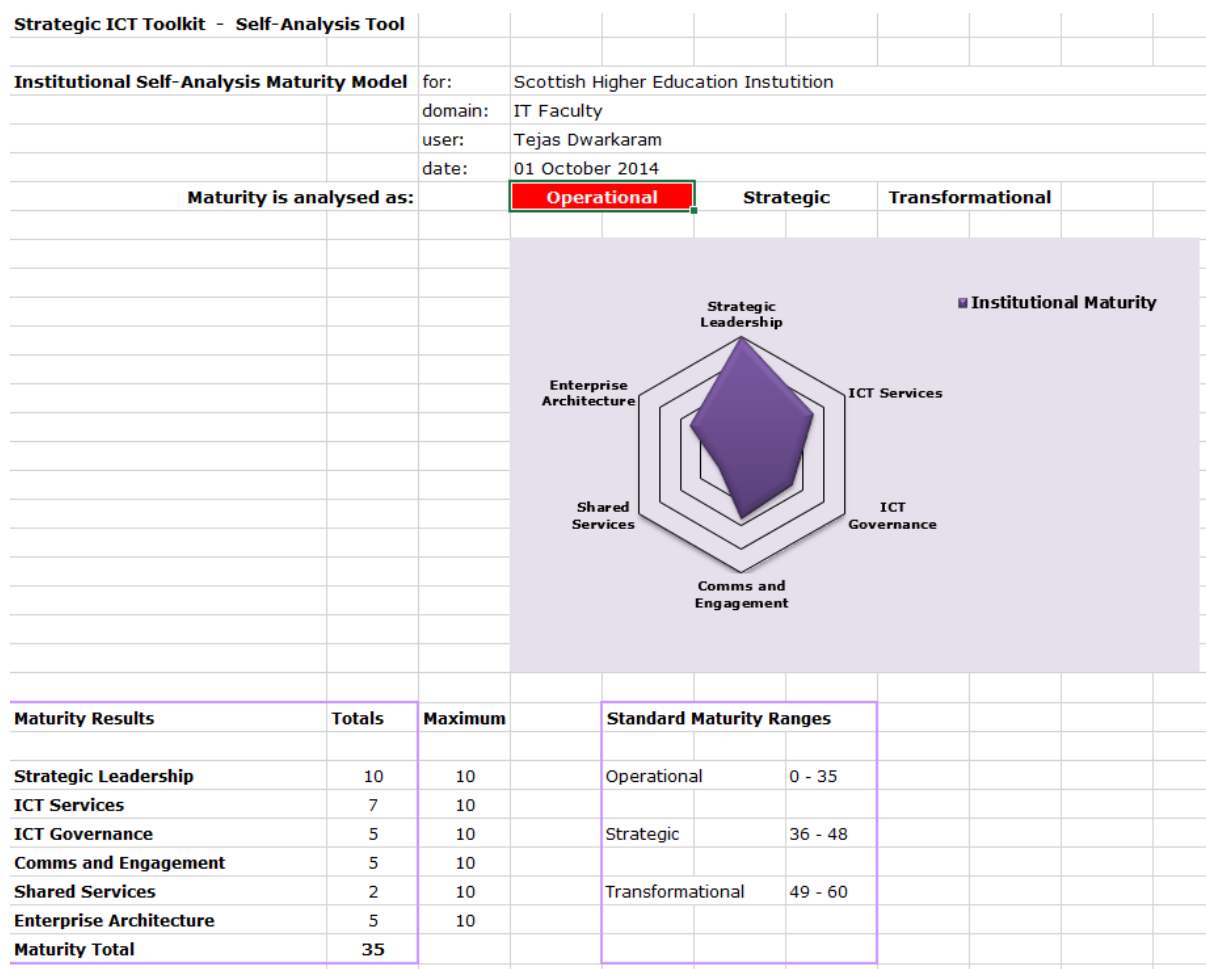 Strategic ICT Toolkit - Self-Analysis Tool
Institutional Self-Analysis Maturity Model for: Scottish Higher Education Instutition
domain: IT Faculty
user: Tejas Dwarkaram
date: 01 October 2014
Maturity is analysed as: Operational Strategic Transformational
Institutional Maturity
Strategic
Leadership
ICT Services
ICT
Governance
Comms and
Engagement
Shared
Services
Enterprise
Architecture
Maturity Results Totals Maximum Standard Maturity Ranges
Strategic Leadership 10 10 Operational 0 - 35
ICT Services 7 10
ICT Governance 5 10 Strategic 36 - 48
Comms and Engagement 5 10
Shared Services 2 10 Transformational 49 - 60
Enterprise Architecture 5 10
Maturity Total 35